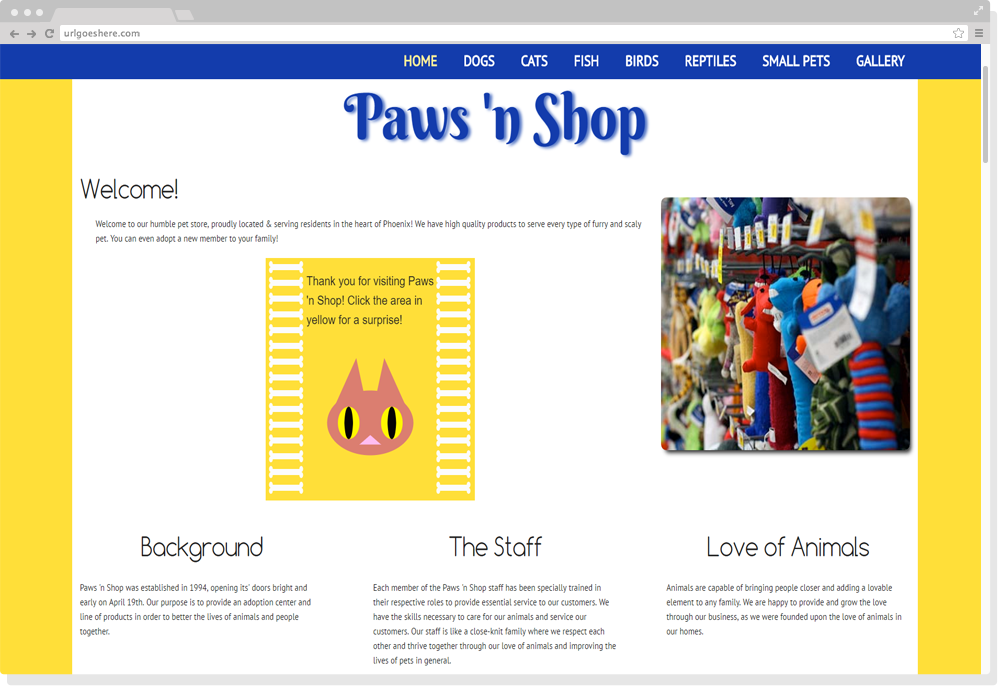 urlgoeshere.com
HOME DOGS CATS FISH BIRDS REPTILES SMALL PETS GALLERY
Paws 'n Shop
Welcome!
Welcome to our humble pet store, proudly located & serving residents in the heart of Phoenix! We have high quality products to serve every type of furry and scaly
pet. You can even adopt a new member to your family!
Thank you for visiting Paws
'n Shop! Click the area in
yellow for a surprise!
Background
Paws 'n Shop was established in 1994, opening its' doors bright and
early on April 19th. Our purpose is to provide an adoption center and
line of products in order to better the lives of animals and people
together.
The Staff
Each member of the Paws 'n Shop staff has been specially trained in
their respective roles to provide essential service to our customers. We
have the skills necessary to care for our animals and service our
customers. Our staff is like a close-knit family where we respect each
other and thrive together through our love of animals and improving the
lives of pets in general.
Love of Animals
Animals are capable of bringing people closer and adding a lovable
element to any family. We are happy to provide and grow the love
through our business, as we were founded upon the love of animals in
our homes.